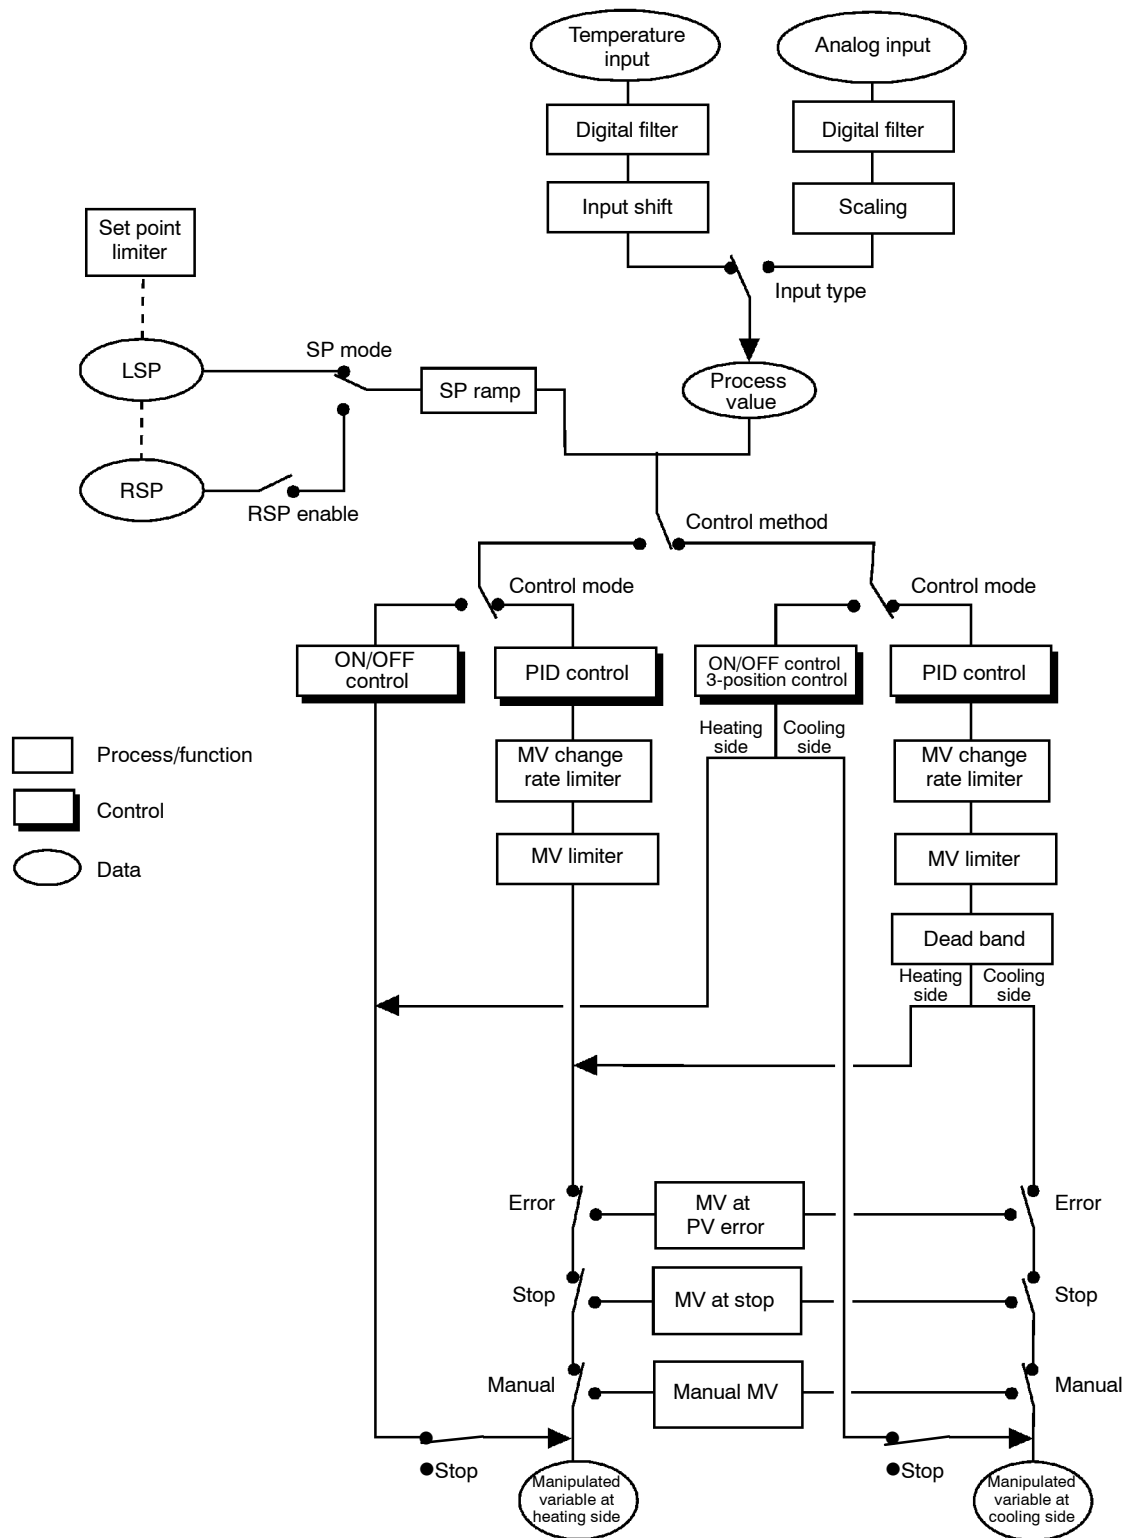 Temperature
input
Analog input
Digital filter
Digital filter
Input shift
Scaling
Set point
limiter
Input type
LSP
SP mode
SP ramp
Process
value
RSP
RSP enable
Control method
Control mode
Control mode
ON/OFF
control
PID control
ON/OFF control
3-position control
PID control
Heating
side
Cooling
side
Process/function
Control
Data
MV change
rate limiter
MV change
rate limiter
MV limiter
MV limiter
Dead band
Heating
side
Cooling
side
Error
MV at
PV error
Error
Stop
MV at stop
Stop
Manual
Manual MV
Manual
Stop
Stop
Manipulated
variable at
heating side
Manipulated
variable at
cooling side